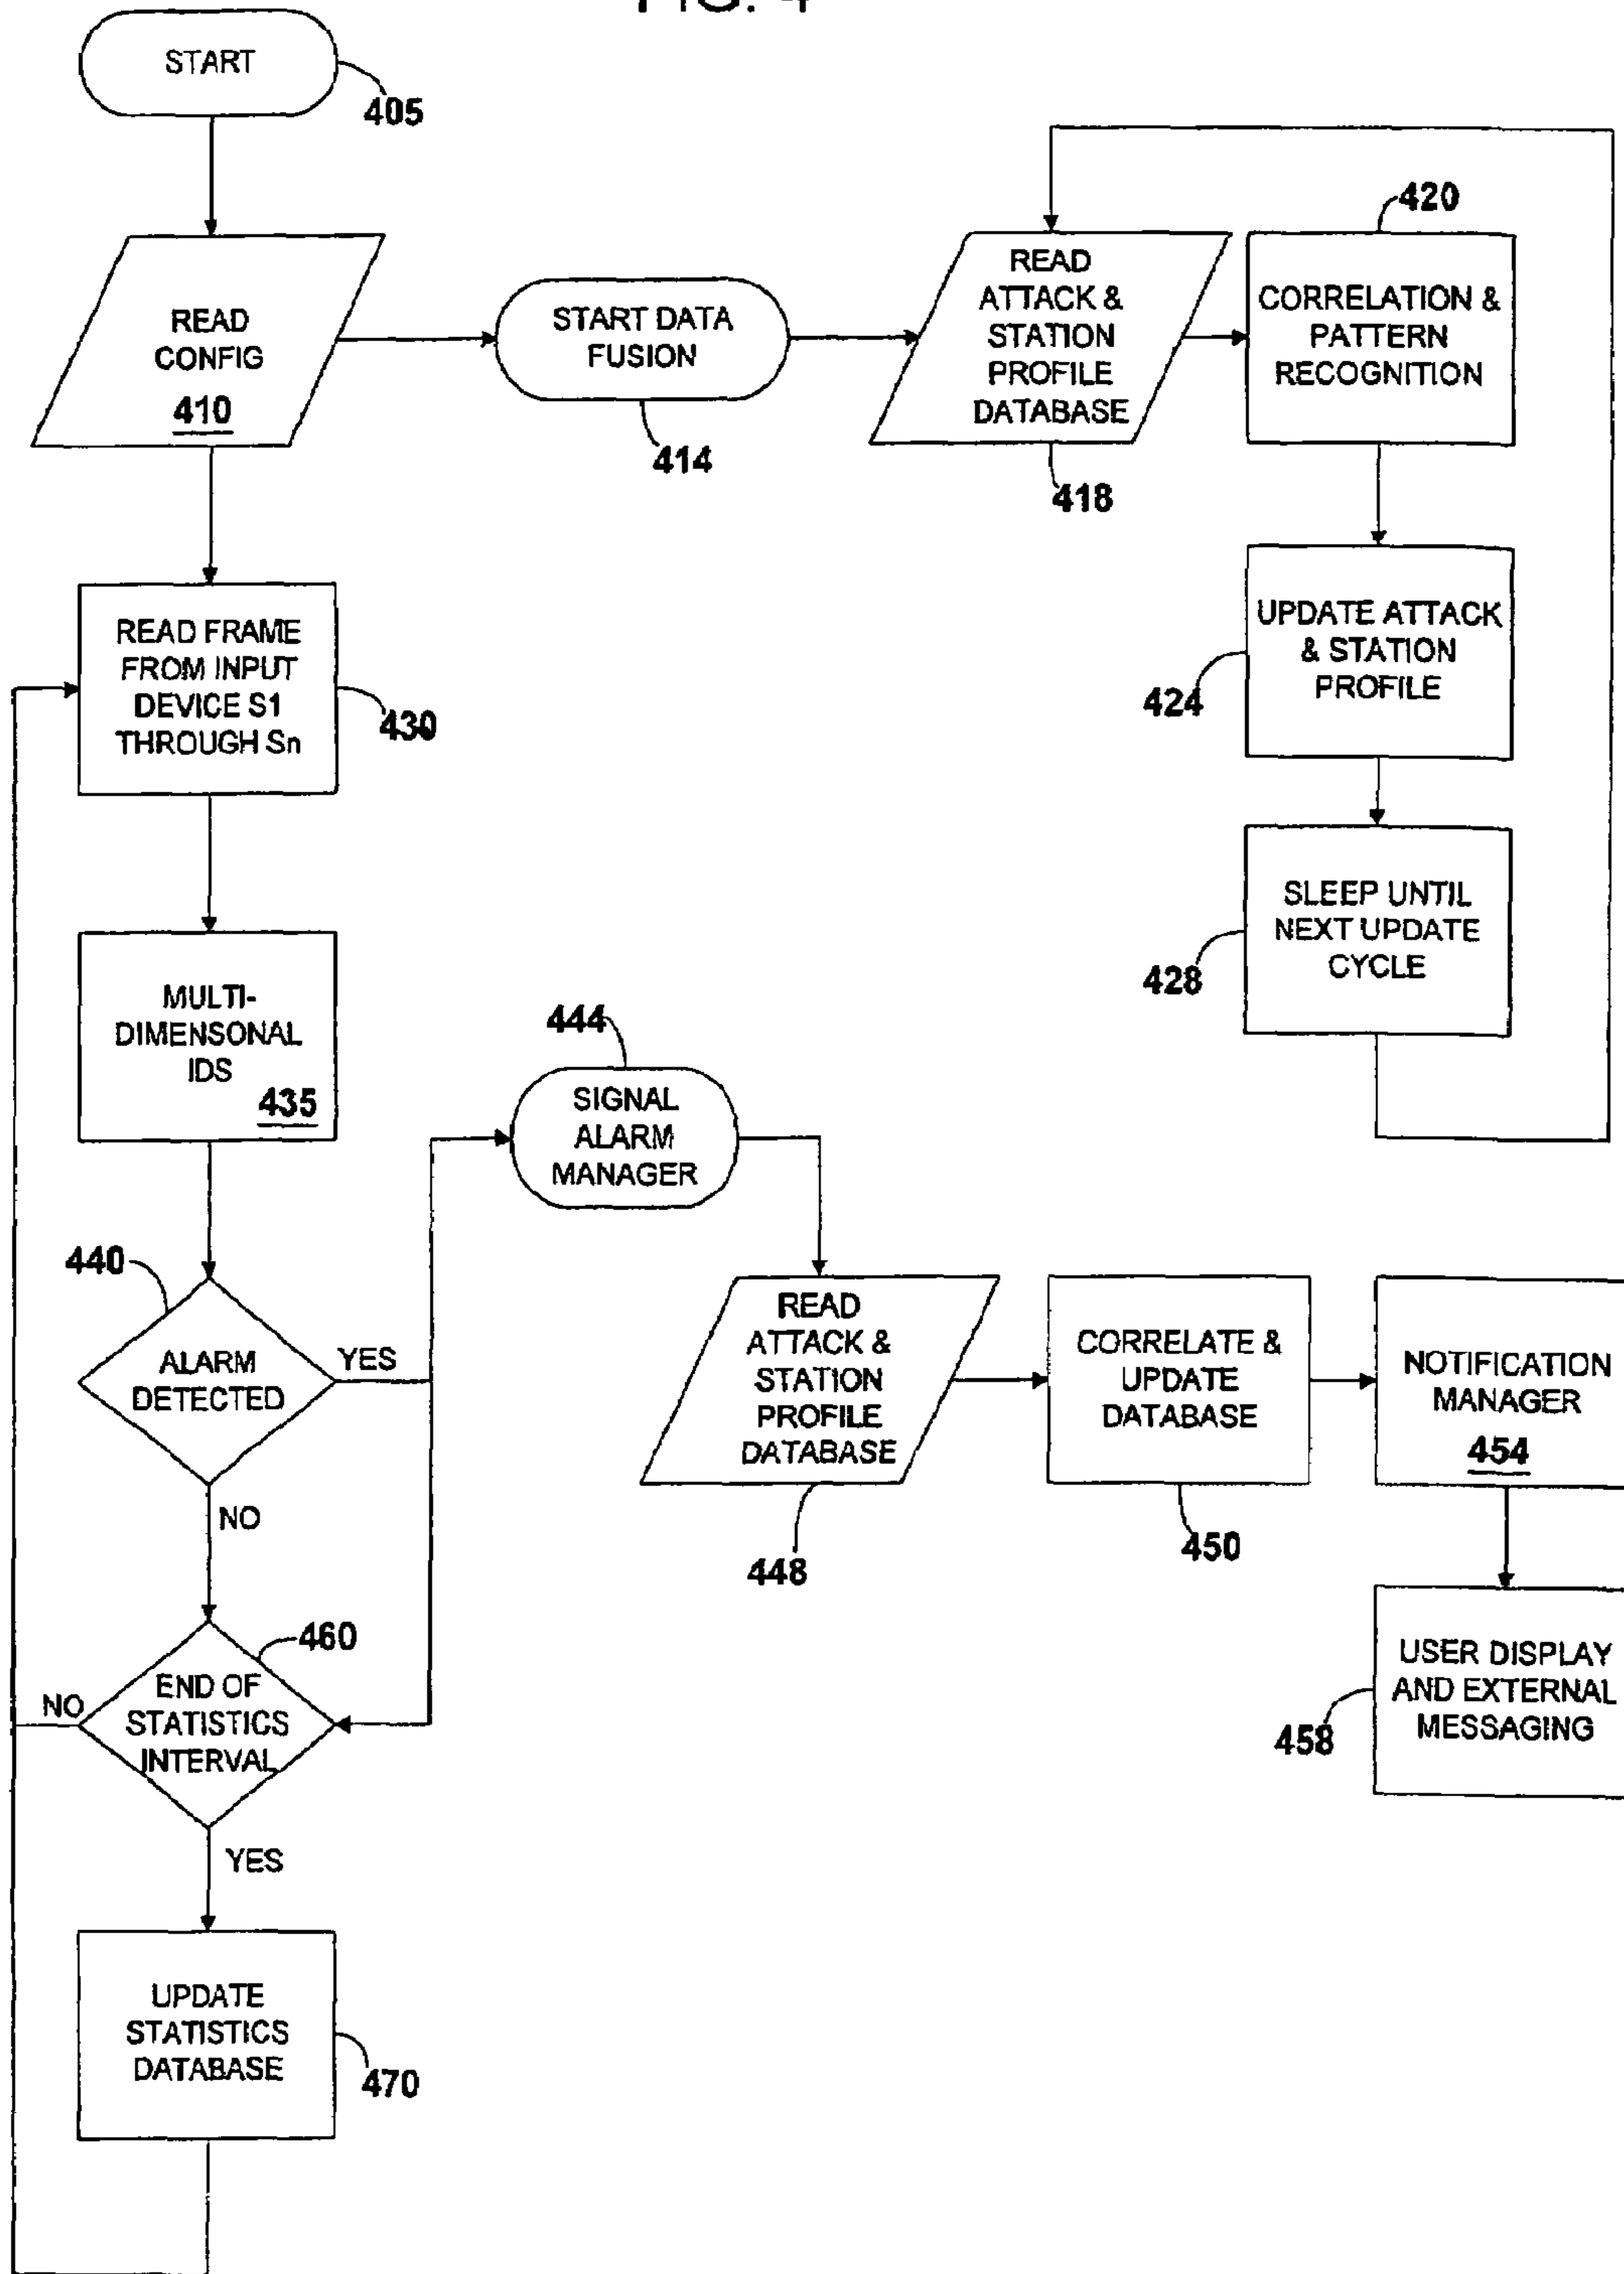 FIG. 4
START
405
READ
CONFIG
410
START DATA
FUSION
414
READ
ATTACK &
STATION
PROFILE
DATABASE
418
420
CORRELATION &
PATTERN
RECOGNITION
UPDATE ATTACK
& STATION
PROFILE
424
SLEEP UNTIL
NEXT UPDATE
CYCLE
428
READ FRAME
FROM INPUT
DEVICE S1
THROUGH Sn
430
MULTI-
DIMENSONAL
IDS
435
440
ALARM
DETECTED
YES
NO
444
SIGNAL
ALARM
MANAGER
READ
ATTACK &
STATION
PROFILE
DATABASE
448
CORRELATE &
UPDATE
DATABASE
450
NOTIFICATION
MANAGER
454
USER DISPLAY
AND EXTERNAL
MESSAGING
458
460
END OF
STATISTICS
INTERVAL
NO
YES
UPDATE
STATISTICS
DATABASE
470